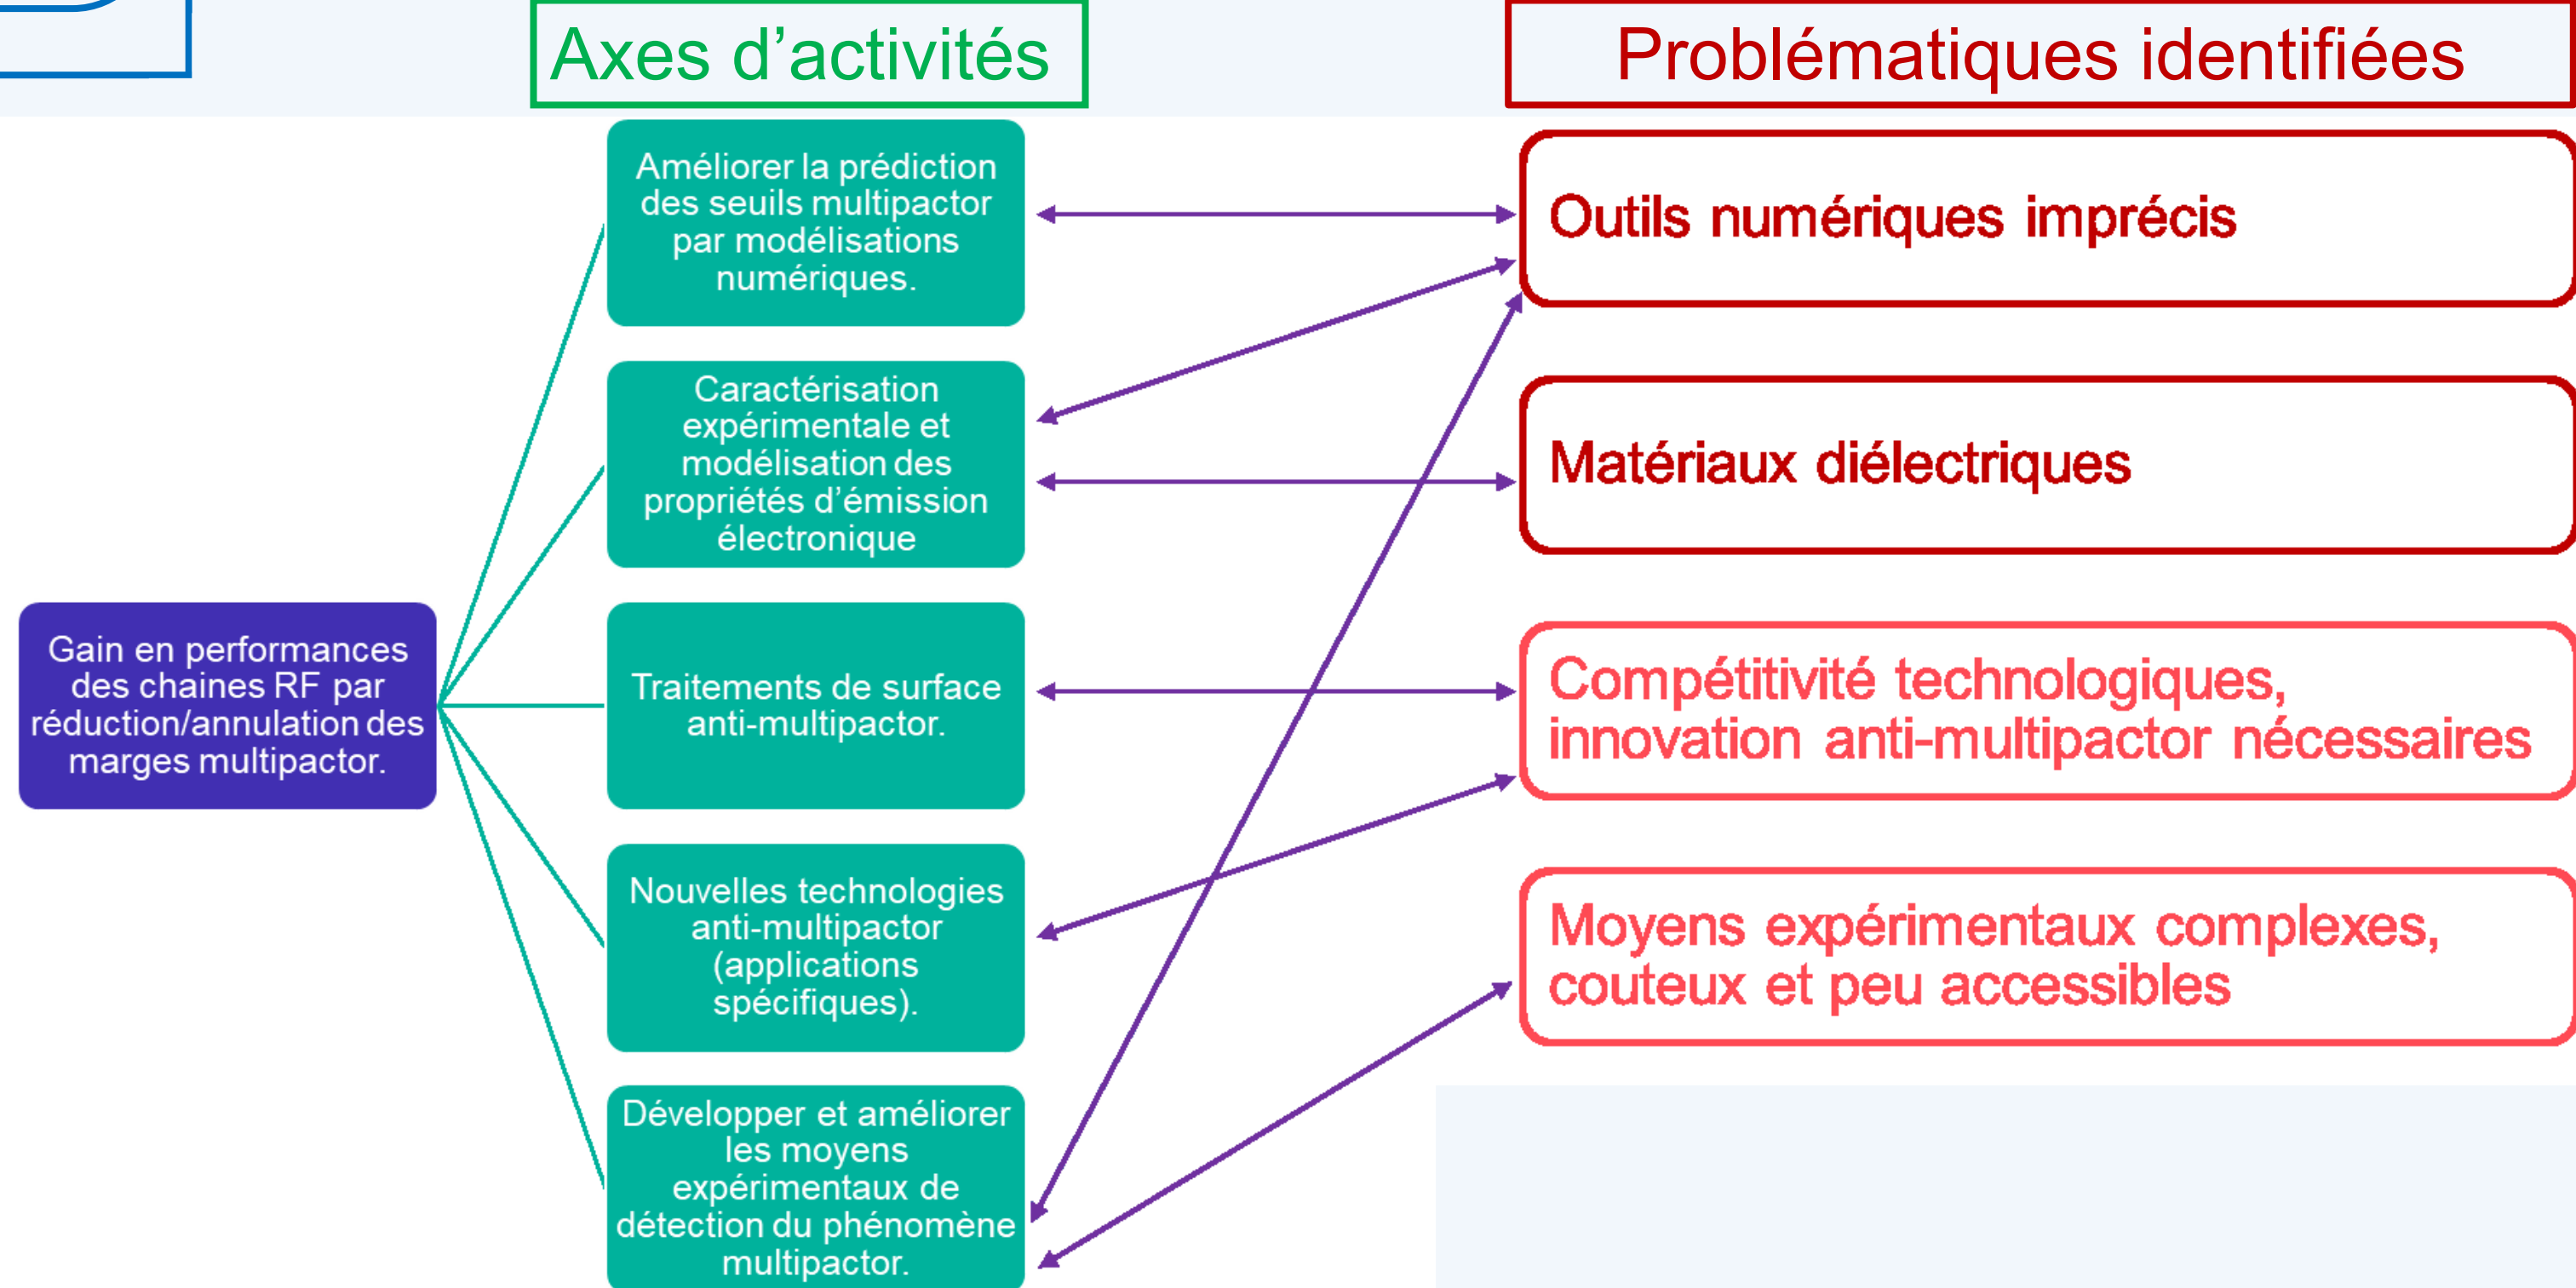 Axes d’activités
Problématiques identifiées
Gain en performances
des chaines RF par
réduction/annulation des
marges multipactor.
Améliorer la prédiction
des seuils multipactor
par modélisations
numériques.
Caractérisation
expérimentale et
modélisation des
propriétés d’émission
électronique
Traitements de surface
anti-multipactor.
Nouvelles technologies
anti-multipactor
(applications
spécifiques).
Développer et améliorer
les moyens
expérimentaux de
détection du phénomène
multipactor.
Outils numériques imprécis
Matériaux diélectriques
Compétitivité technologiques,
innovation anti-multipactor nécessaires
Moyens expérimentaux complexes,
couteux et peu accessibles